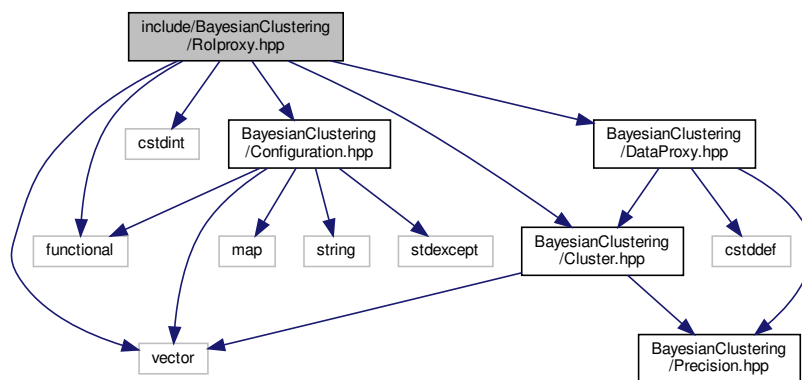 include/BayesianClustering
/RoIproxy.hpp
cstdint
BayesianClustering
/Configuration.hpp
BayesianClustering
/DataProxy.hpp
functional
map
string
stdexcept
BayesianClustering
/Cluster.hpp
cstddef
vector
BayesianClustering
/Precision.hpp